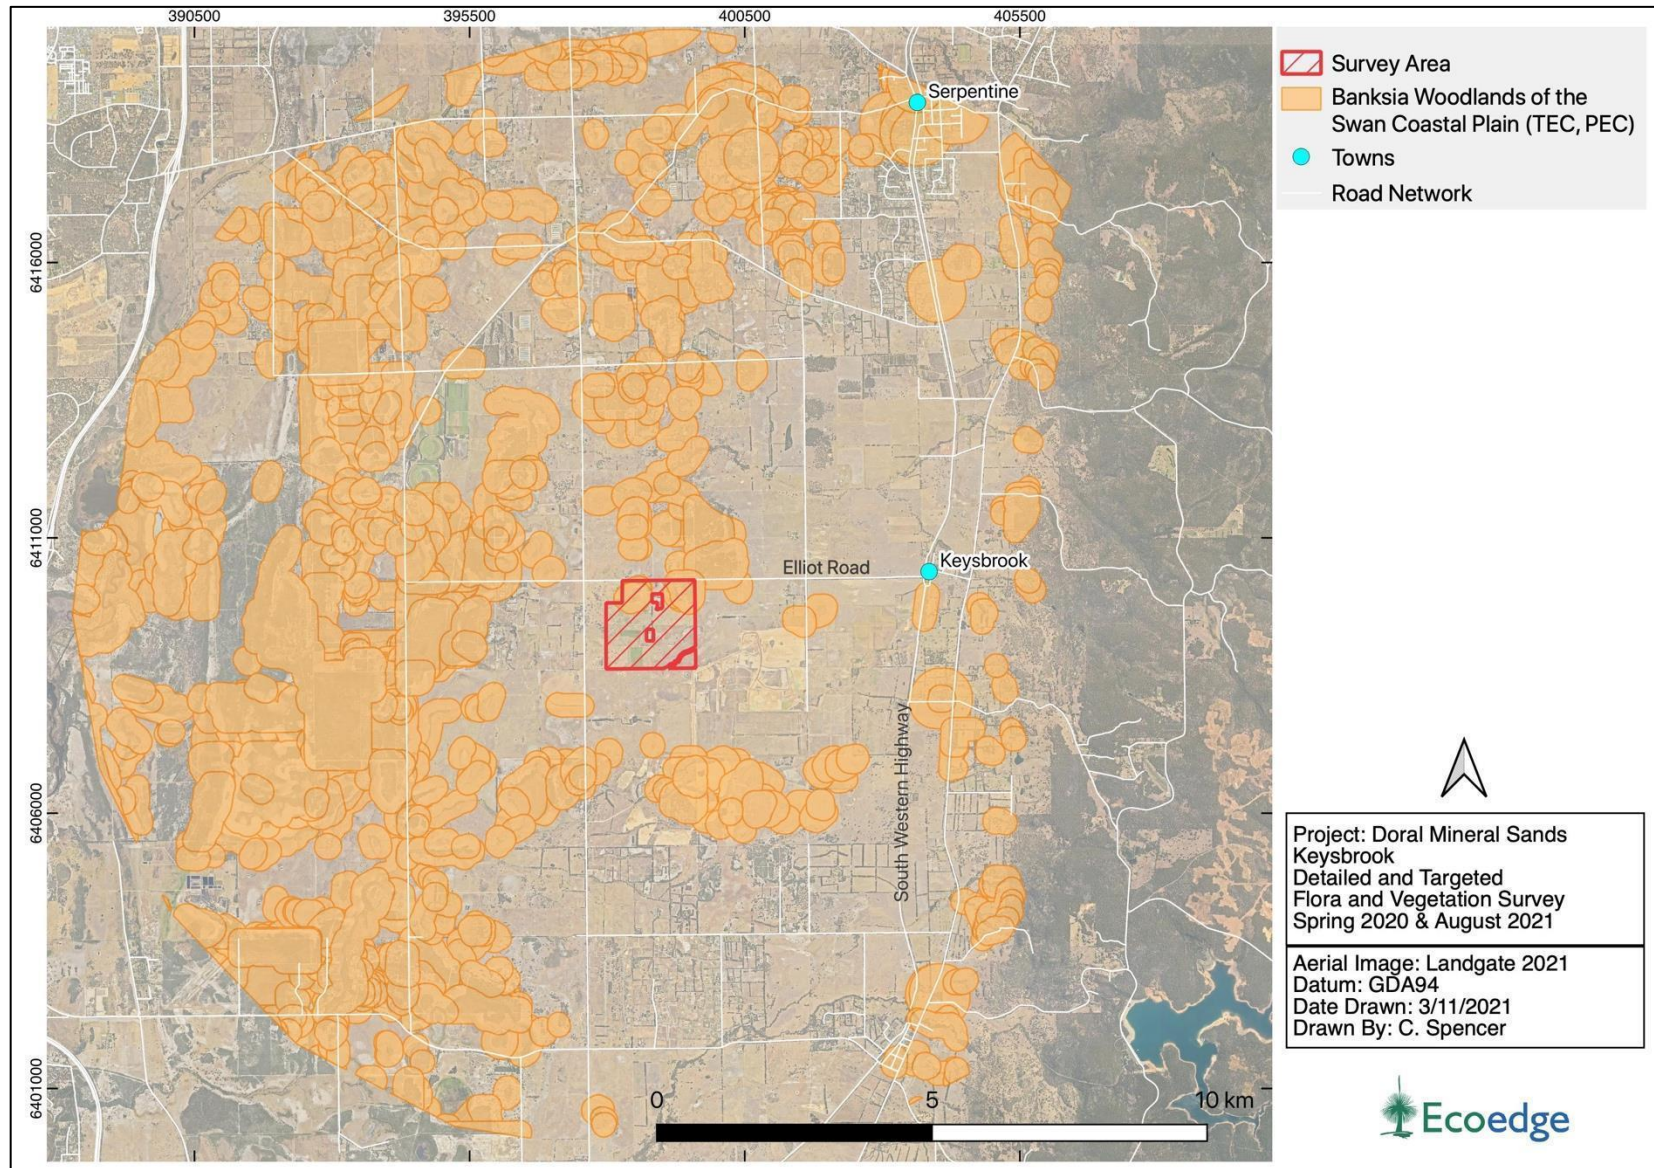 390500
395500
400500
405500
6416000
6411000
6406000
6401000
Serpentine
Elliot Road
Keysbrook
South Western Highway
0
5
10 km
Survey Area
Banksia Woodlands of the
Swan Coastal Plain (TEC, PEC)
Towns
Road Network
Project: Doral Mineral Sands
Keysbrook
Detailed and Targeted
Flora and Vegetation Survey
Spring 2020 & August 2021
Aerial Image: Landgate 2021
Datum: GDA94
Date Drawn: 3/11/2021
Drawn By: C. Spencer
Ecoedge